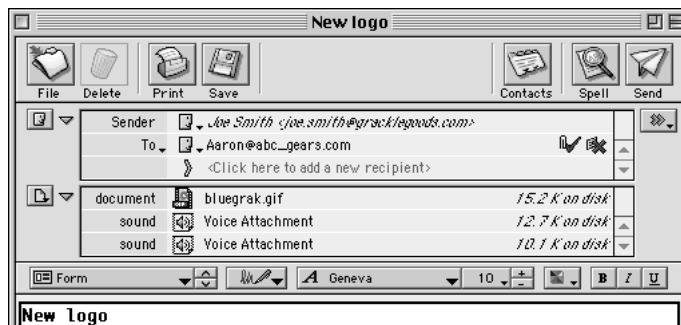 New logo
File Delete Print Save Contacts Spell Send
Sender Joe Smith <joe.smith@gracklegoods.com>
To Aaron@abc_gears.com
<Click here to add a new recipient>
document bluegrak.gif 15.2 K on disk
sound Voice Attachment 12.7 K on disk
sound Voice Attachment 10.1 K on disk
Form A Geneva 10 B I U
New logo